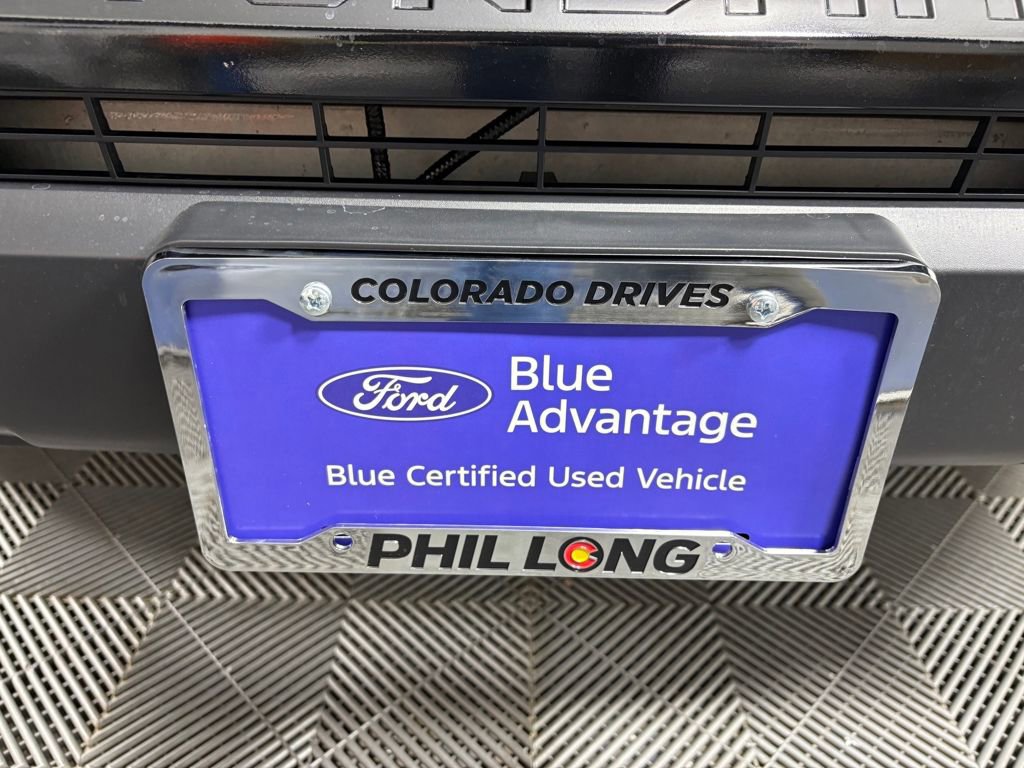 COLORADO DRIVES
Ford
Blue
Advantage
Blue Certified Used Vehicle
PHIL LONG